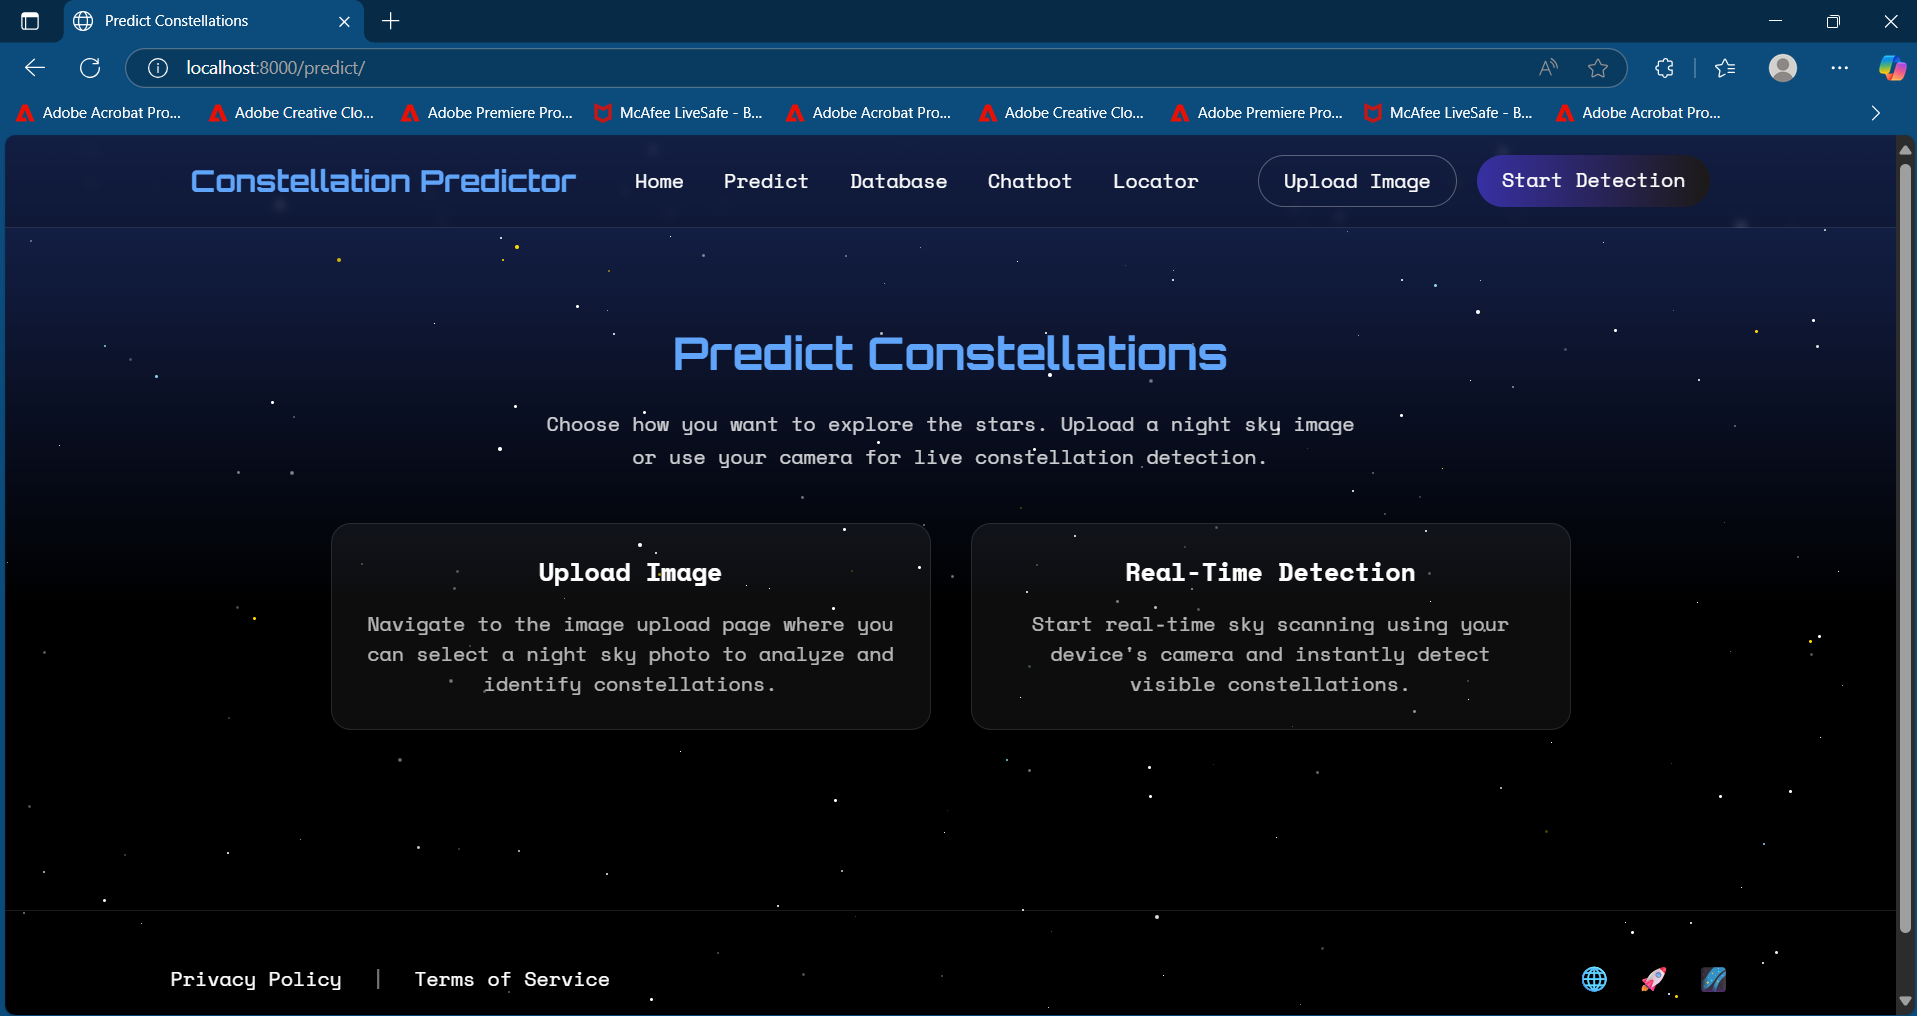 Predict Constellations
localhost:8000/predict/
Adobe Acrobat Pro... Adobe Creative Clo... Adobe Premiere Pro... McAfee LiveSafe - B... Adobe Acrobat Pro... Adobe Creative Clo... Adobe Premiere Pro... McAfee LiveSafe - B... Adobe Acrobat Pro...
Constellation Predictor Home Predict Database Chatbot Locator Upload Image Start Detection
Predict Constellations
Choose how you want to explore the stars. Upload a night sky image
or use your camera for live constellation detection.
Upload Image
Navigate to the image upload page where you
can select a night sky photo to analyze and
identify constellations.
Real-Time Detection
Start real-time sky scanning using your
device's camera and instantly detect
visible constellations.
Privacy Policy | Terms of Service